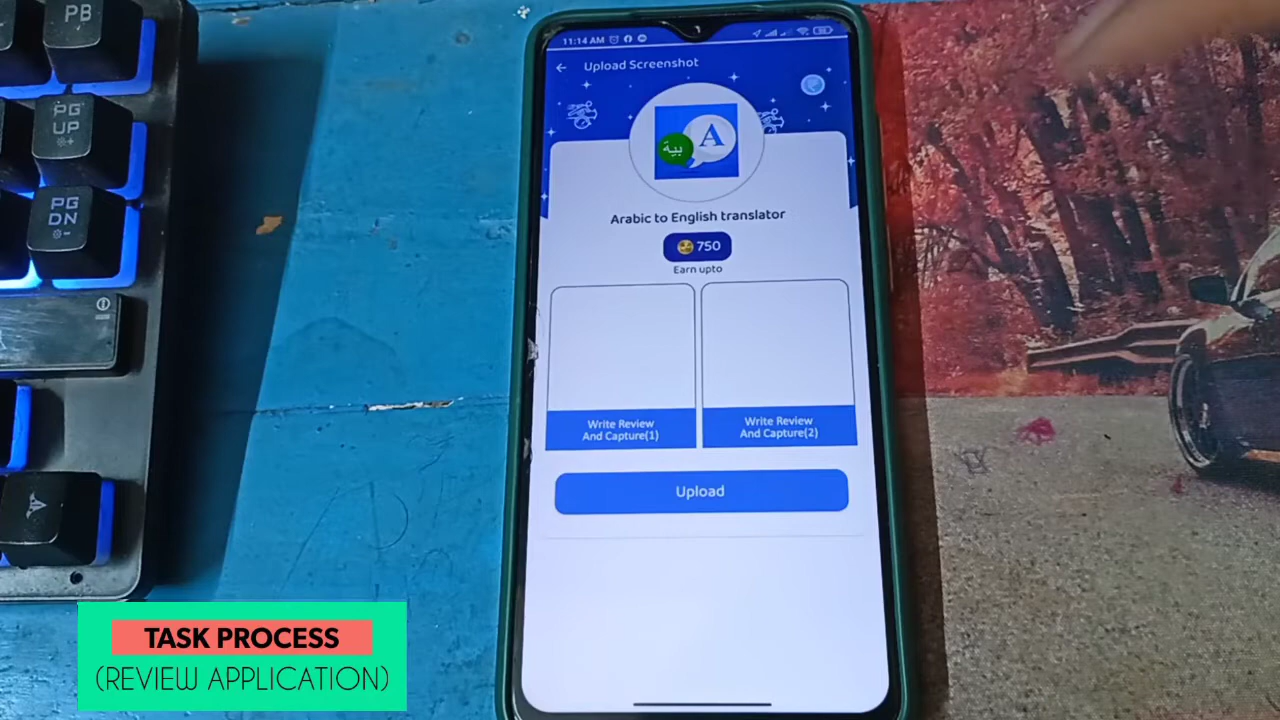 PB
PG
UP
PG
DN
11:14 AM
Upload Screenshot
A
بية
Arabic to English translator
750
Earn upto
Write Review
And Capture(1)
Write Review
And Capture(2)
Upload
TASK PROCESS
(REVIEW APPLICATION)